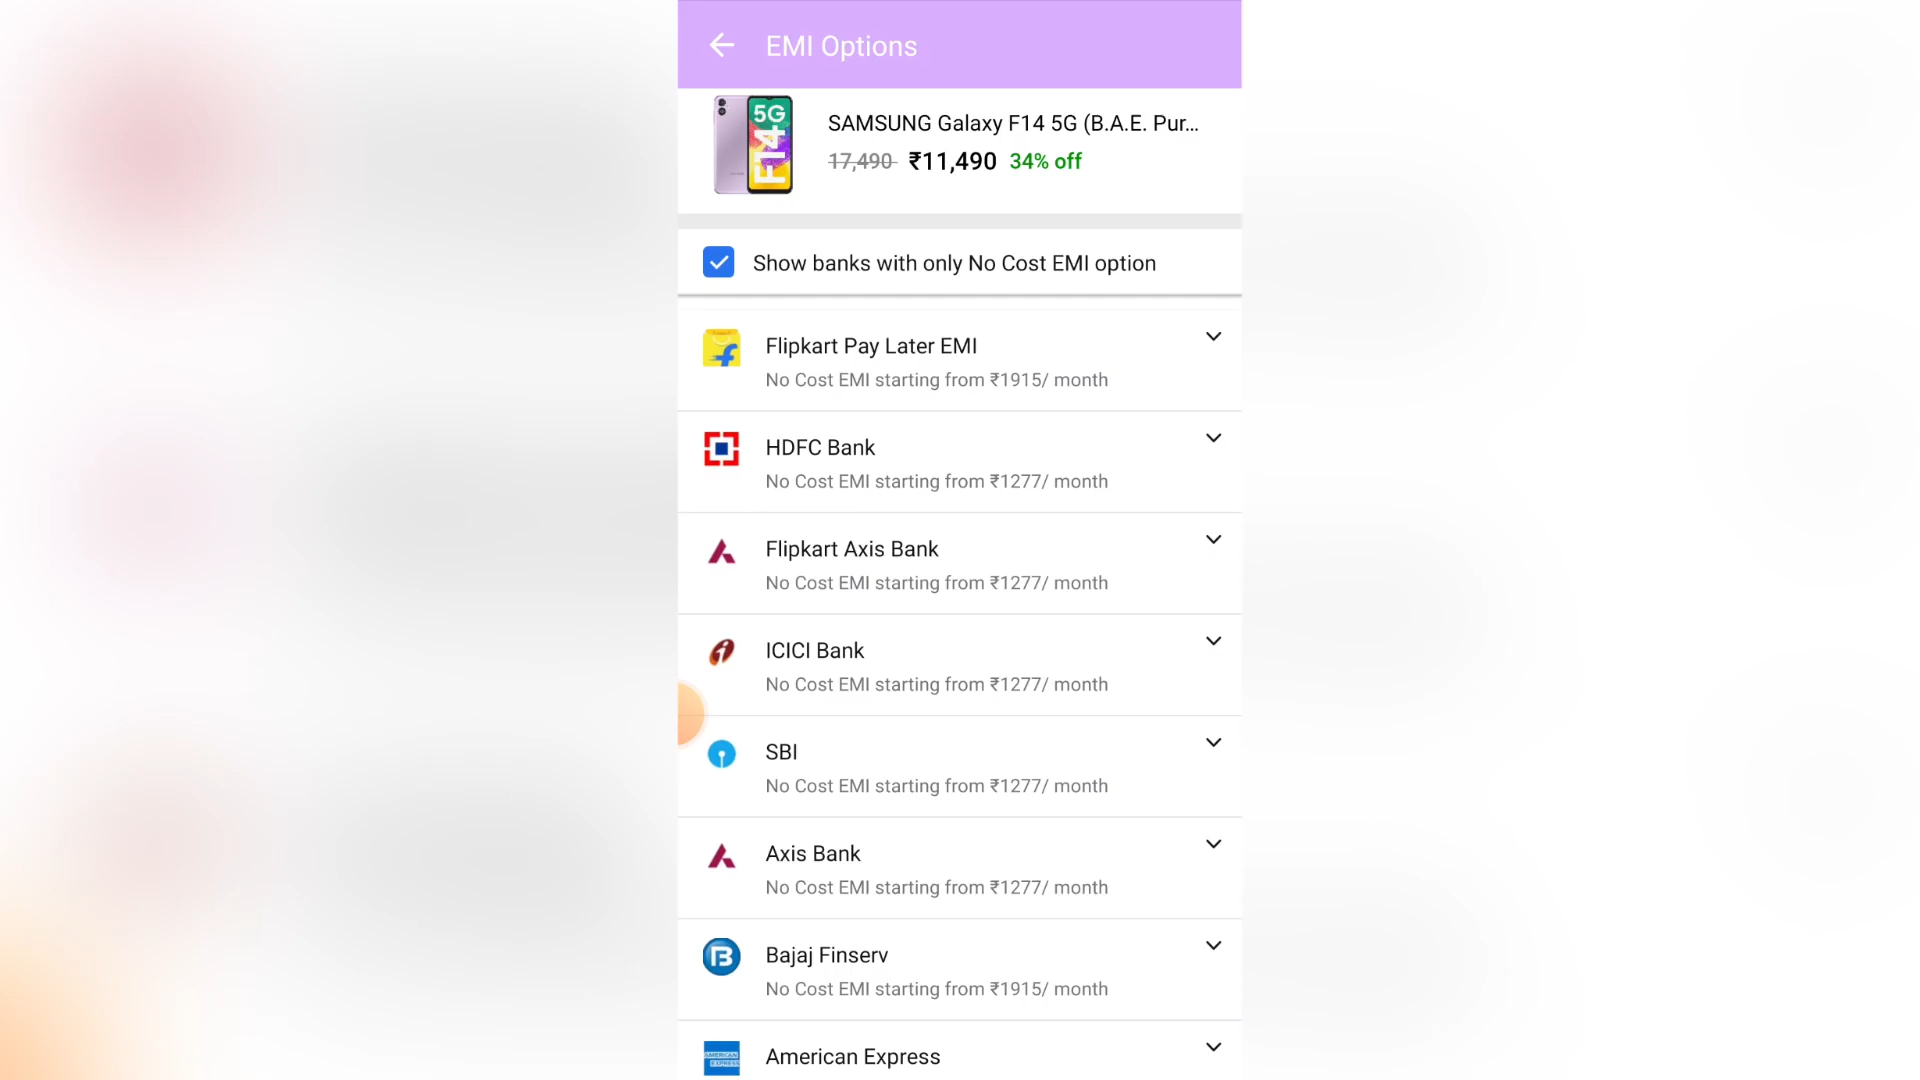 EMI Options
5G
F14
SAMSUNG Galaxy F14 5G (B.A.E. Pur...
17,490 ₹11,490 34% off
Show banks with only No Cost EMI option
Flipkart Pay Later EMI
No Cost EMI starting from ₹1915/ month
HDFC Bank
No Cost EMI starting from ₹1277/ month
Flipkart Axis Bank
No Cost EMI starting from ₹1277/ month
ICICI Bank
No Cost EMI starting from ₹1277/ month
SBI
No Cost EMI starting from ₹1277/ month
Axis Bank
No Cost EMI starting from ₹1277/ month
Bajaj Finserv
No Cost EMI starting from ₹1915/ month
AMERICAN
EXPRESS
American Express